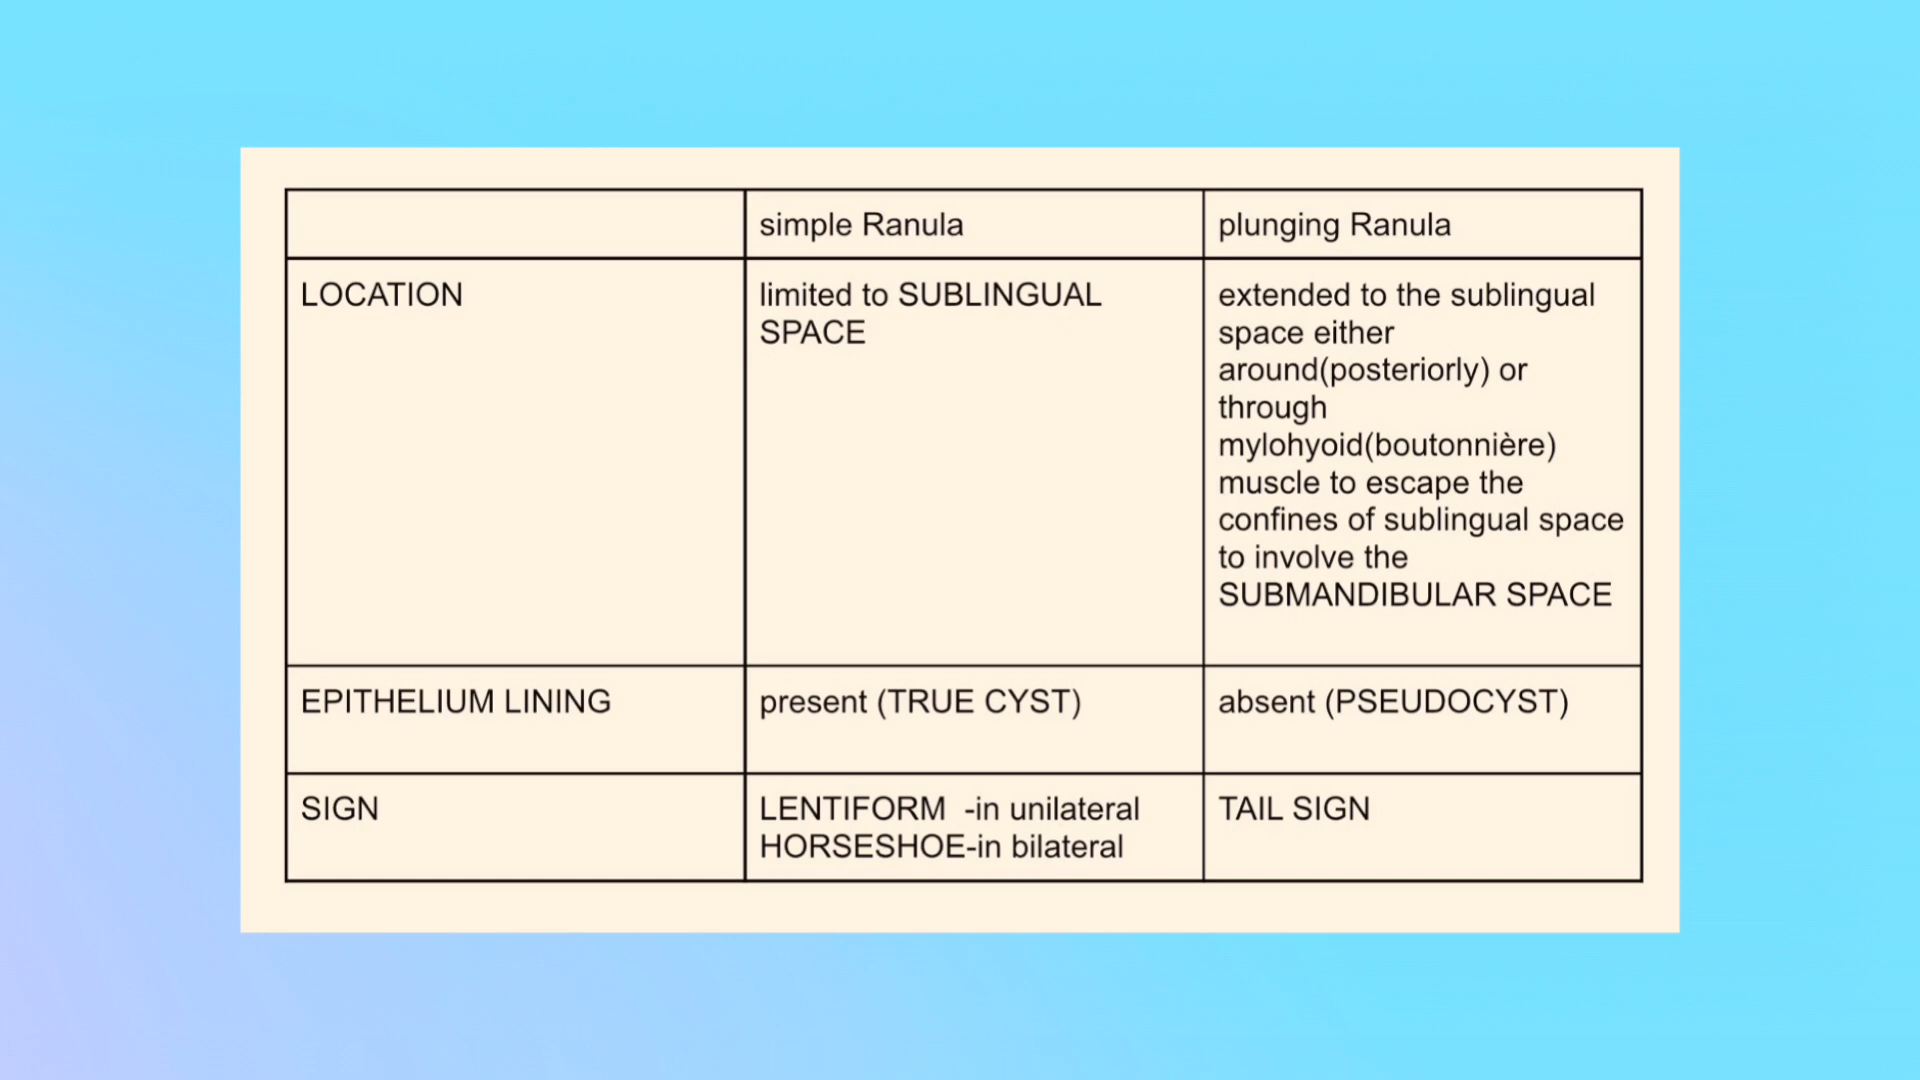 simple Ranula
plunging Ranula
LOCATION
limited to SUBLINGUAL
SPACE
extended to the sublingual
space either
around(posteriorly) or
through
mylohyoid(boutonnière)
muscle to escape the
confines of sublingual space
to involve the
SUBMANDIBULAR SPACE
EPITHELIUM LINING
present (TRUE CYST)
absent (PSEUDOCYST)
SIGN
LENTIFORM  -in unilateral
HORSESHOE-in bilateral
TAIL SIGN